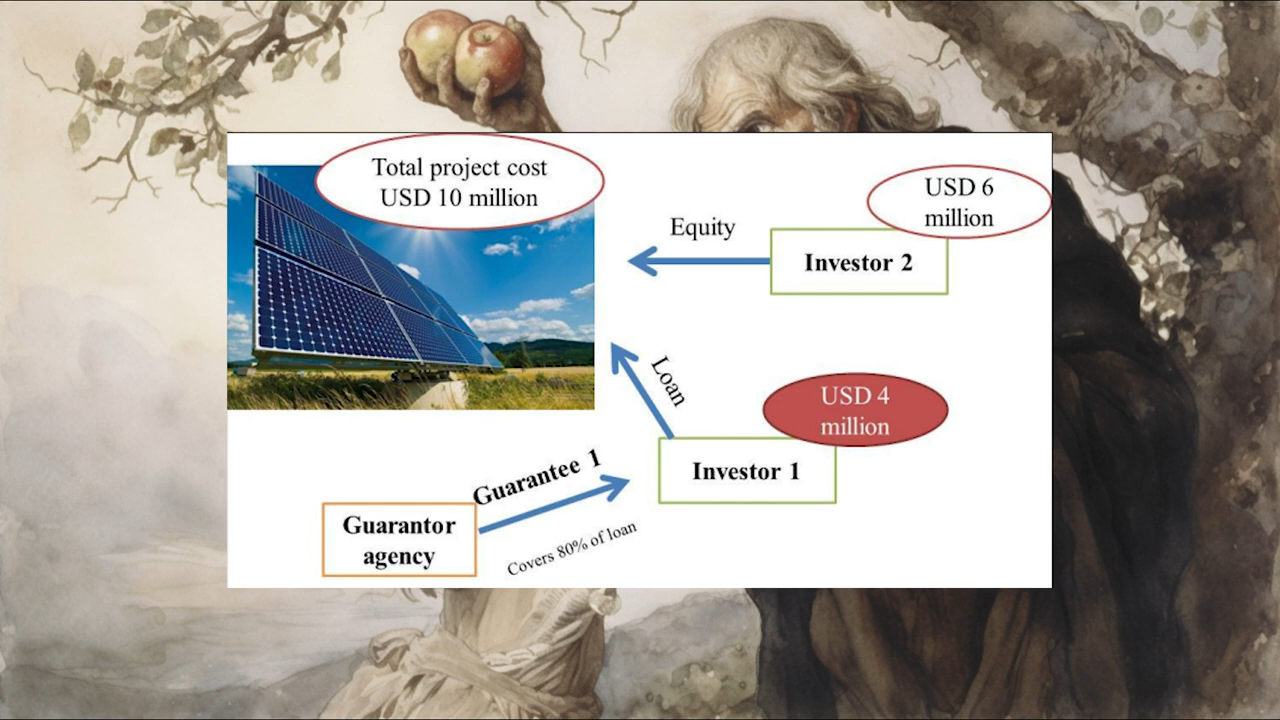 Total project cost
USD 10 million
USD 6
million
Equity
Investor 2
Loan
USD 4
million
Investor 1
Guarantee 1
Guarantor
agency
Covers 80% of loan